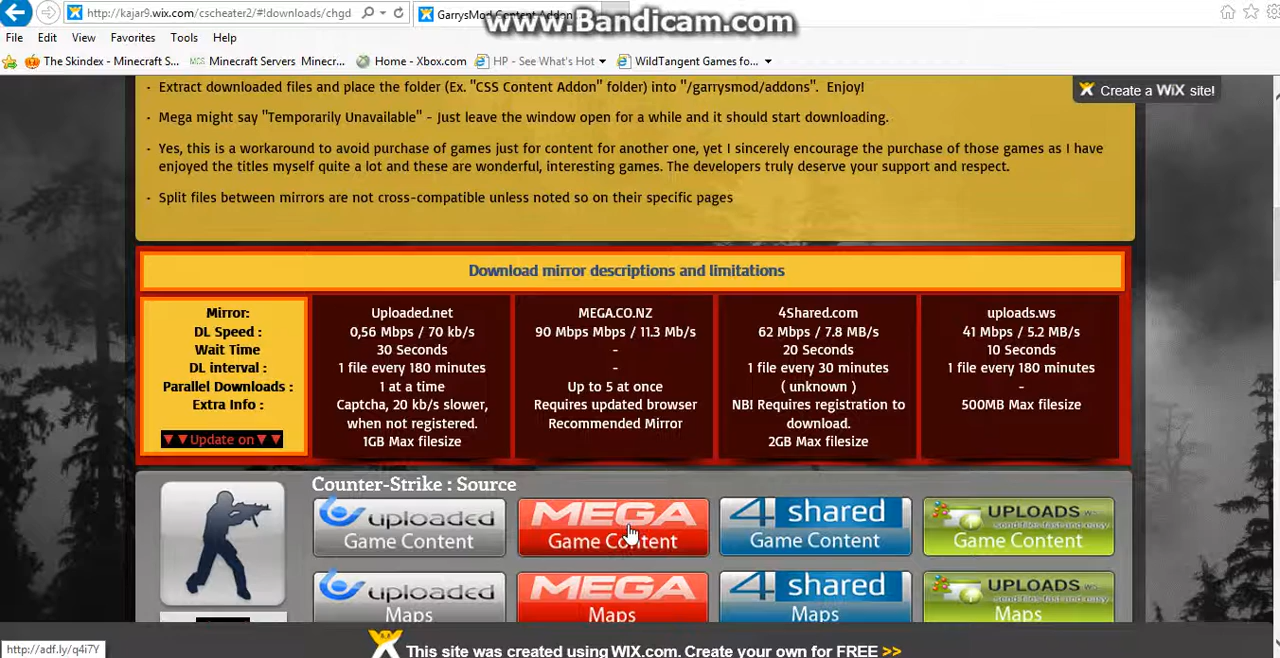 www.Bandicam.com
http://kajar9.wix.com/cscheater2/#!downloads/chgd
GarrysMod Content Addon
File Edit View Favorites Tools Help
The Skindex - Minecraft S... Minecraft Servers Minecr... Home - Xbox.com HP - See What's Hot WildTangent Games fo...
Create a WiX site!
· Extract downloaded files and place the folder (Ex. "CSS Content Addon" folder) into "/garrysmod/addons". Enjoy!
· Mega might say "Temporarily Unavailable" - Just leave the window open for a while and it should start downloading.
· Yes, this is a workaround to avoid purchase of games just for content for another one, yet I sincerely encourage the purchase of those games as I have
enjoyed the titles myself quite a lot and these are wonderful, interesting games. The developers truly deserve your support and respect.
· Split files between mirrors are not cross-compatible unless noted so on their specific pages
Download mirror descriptions and limitations
Mirror: Uploaded.net MEGA.CO.NZ 4Shared.com uploads.ws
DL Speed : 0,56 Mbps / 70 kb/s 90 Mbps Mbps / 11.3 Mb/s 62 Mbps / 7.8 MB/s 41 Mbps / 5.2 MB/s
Wait Time 30 Seconds - 20 Seconds 10 Seconds
DL interval : 1 file every 180 minutes - 1 file every 30 minutes 1 file every 180 minutes
Parallel Downloads : 1 at a time Up to 5 at once ( unknown ) -
Extra Info : Captcha, 20 kb/s slower, Requires updated browser NB! Requires registration to 500MB Max filesize
when not registered. Recommended Mirror download.
▼▼Update on▼▼ 1GB Max filesize 2GB Max filesize
Counter-Strike : Source
uploaded MEGA 4 shared UPLOADS.WS
send files fast and easy
Game Content Game Content Game Content Game Content
uploaded MEGA 4 shared UPLOADS.WS
send files fast and easy
Maps Maps Maps Maps
http://adf.ly/q4i7Y
This site was created using WIX.com. Create your own for FREE >>